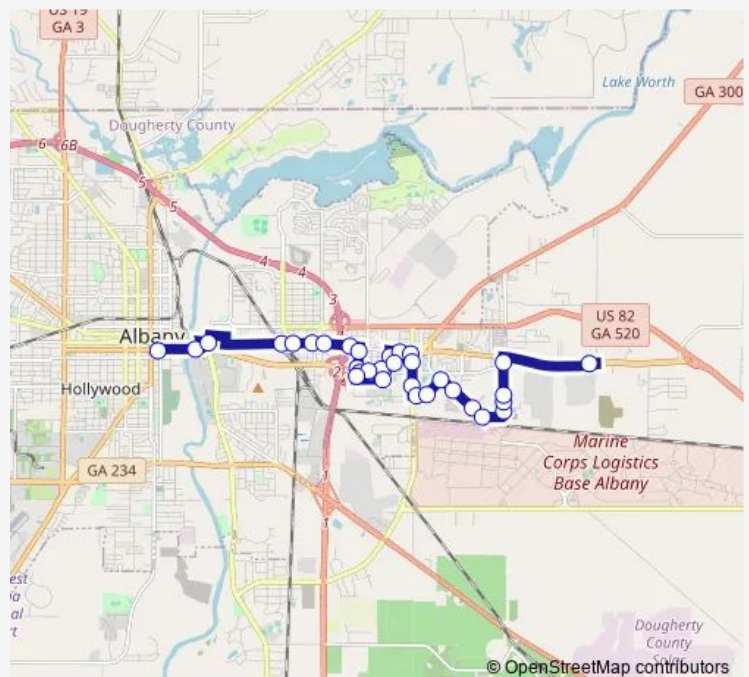 US 19
GA 3
Lake Worth
GA 300
Dougherty County
6
6B
5
5
4
4
3
US 82
GA 520
Albany
2
Hollywood
Marine
Corps Logistics
Base Albany
GA 234
1
1
Dougherty
County
Solar
© OpenStreetMap contributors